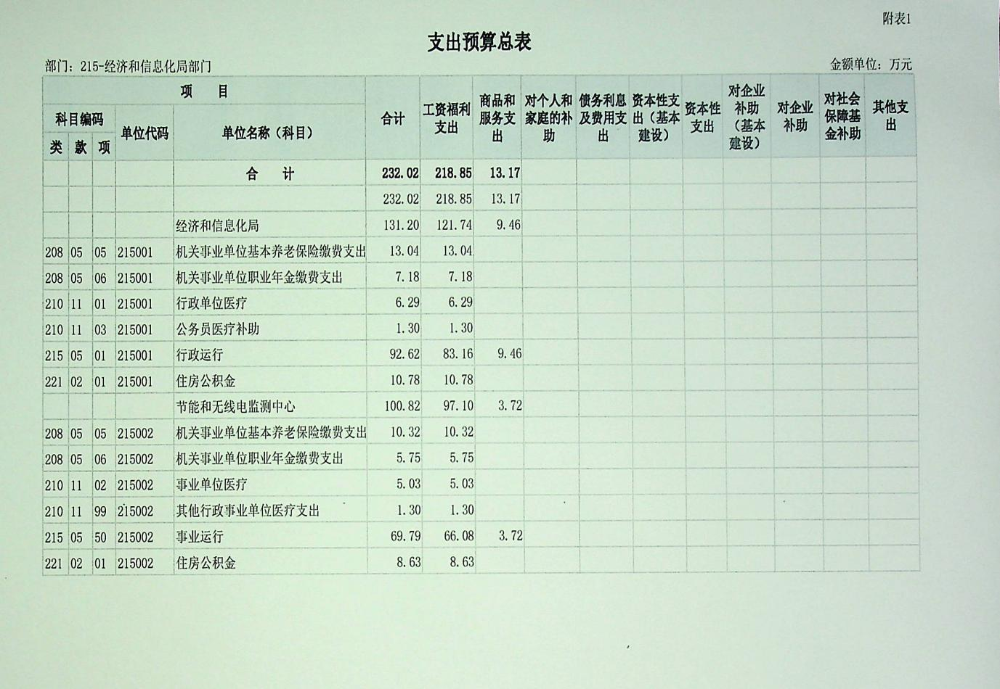 附表1
支出预算总表
部门：215-经济和信息化局部门 金额单位：万元
项 目 合计 工资福利支出 商品和服务支出 对个人和家庭的补助 债务利息及费用支出 资本性支出（基本建设） 资本性支出 对企业补助（基本建设） 对企业补助 对社会保障基金补助 其他支出
科目编码 单位代码 单位名称（科目）
类 款 项
合 计 232.02 218.85 13.17
232.02 218.85 13.17
经济和信息化局 131.20 121.74 9.46
208 05 05 215001 机关事业单位基本养老保险缴费支出 13.04 13.04
208 05 06 215001 机关事业单位职业年金缴费支出 7.18 7.18
210 11 01 215001 行政单位医疗 6.29 6.29
210 11 03 215001 公务员医疗补助 1.30 1.30
215 05 01 215001 行政运行 92.62 83.16 9.46
221 02 01 215001 住房公积金 10.78 10.78
节能和无线电监测中心 100.82 97.10 3.72
208 05 05 215002 机关事业单位基本养老保险缴费支出 10.32 10.32
208 05 06 215002 机关事业单位职业年金缴费支出 5.75 5.75
210 11 02 215002 事业单位医疗 5.03 5.03
210 11 99 215002 其他行政事业单位医疗支出 1.30 1.30
215 05 50 215002 事业运行 69.79 66.08 3.72
221 02 01 215002 住房公积金 8.63 8.63